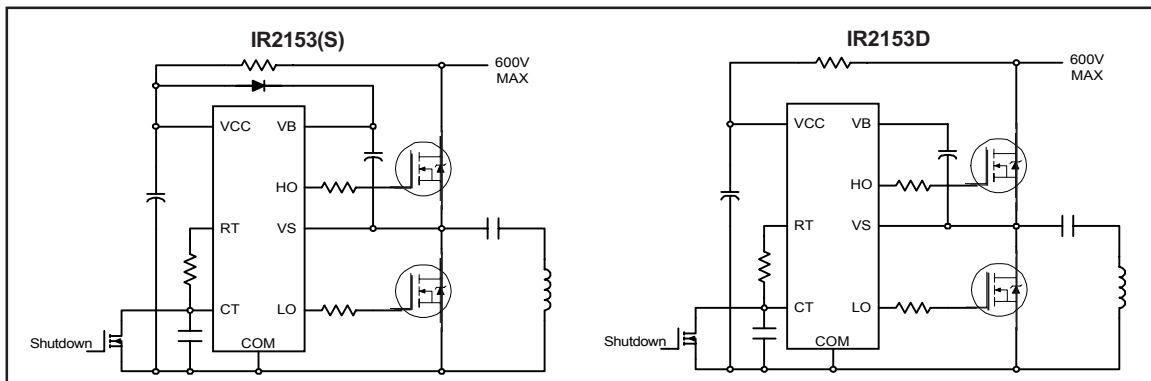 IR2153(S)
600V
MAX
VCC
VB
HO
RT
VS
CT
LO
COM
Shutdown
IR2153D
600V
MAX
VCC
VB
HO
RT
VS
CT
LO
COM
Shutdown